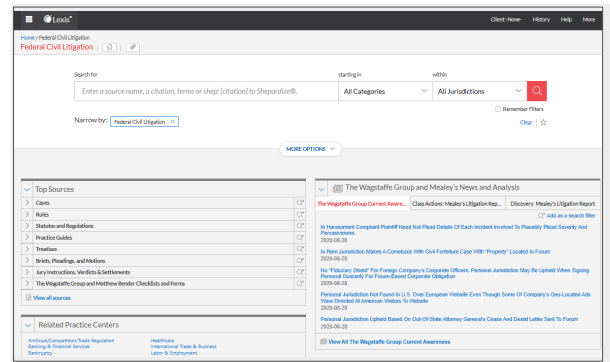 Lexis®
Client:-None- History Help More
Home / Federal Civil Litigation
Federal Civil Litigation
Search for
starting in
within
Enter a source name, a citation, terms or shep: [citation] to Shepardize®.
All Categories
All Jurisdictions
Remember Filters
Narrow by: Federal Civil Litigation ×
Clear
MORE OPTIONS
Top Sources
Cases
Rules
Statutes and Regulations
Practice Guides
Treatises
Briefs, Pleadings, and Motions
Jury Instructions, Verdicts & Settlements
The Wagstaffe Group and Matthew Bender Checklists and Forms
View all sources
Related Practice Centers
Antitrust/Competition/Trade Regulation
Banking & Financial Services
Bankruptcy
Healthcare
International Trade & Business
Labor & Employment
The Wagstaffe Group and Mealey's News and Analysis
The Wagstaffe Group Current Aware... Class Actions: Mealey's Litigation Rep... Discovery: Mealey's Litigation Report
Add as a search filter
In Harassment Complaint Plaintiff Need Not Plead Details Of Each Incident Involved To Plausibly Plead Severity And
Pervasiveness
2020-08-28
In Rem Jurisdiction Makes A Comeback With Civil Forfeiture Case With "Property" Located In Forum
2020-08-28
No "Fiduciary Shield" For Foreign Company's Corporate Officers; Personal Jurisdiction May Be Upheld When Signing
Personal Guaranty For Forum-Based Corporate Obligation
2020-08-28
Personal Jurisdiction Not Found In U.S. Over European Website Even Though Some Of Company's Geo-Located Ads
Were Directed At American Visitors To Website
2020-08-28
Personal Jurisdiction Upheld Based On Out-Of-State Attorney General's Cease And Desist Letter Sent To Forum
2020-08-28
View All The Wagstaffe Group Current Awareness